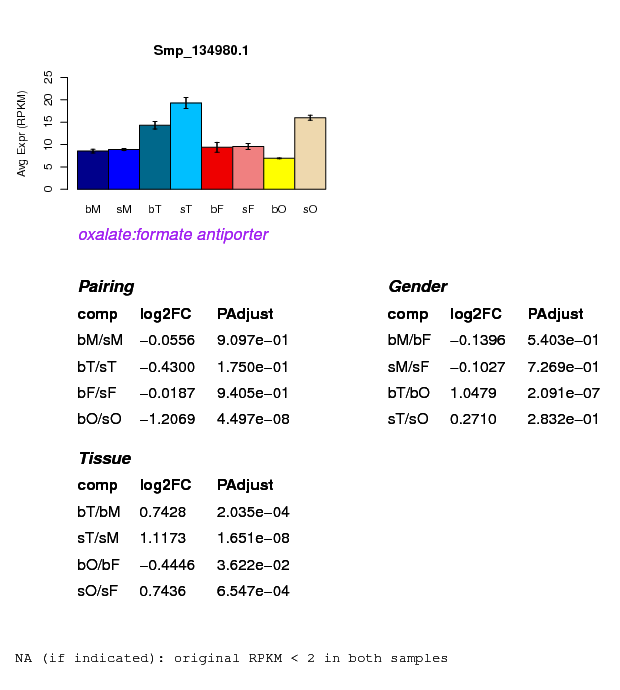 Smp_134980.1
Avg Expr (RPKM)
0 5 10 15 20 25
bM sM bT sT bF sF bO sO
oxalate:formate antiporter
Pairing
comp log2FC PAdjust
bM/sM −0.0556 9.097e−01
bT/sT −0.4300 1.750e−01
bF/sF −0.0187 9.405e−01
bO/sO −1.2069 4.497e−08
Gender
comp log2FC PAdjust
bM/bF −0.1396 5.403e−01
sM/sF −0.1027 7.269e−01
bT/bO 1.0479 2.091e−07
sT/sO 0.2710 2.832e−01
Tissue
comp log2FC PAdjust
bT/bM 0.7428 2.035e−04
sT/sM 1.1173 1.651e−08
bO/bF −0.4446 3.622e−02
sO/sF 0.7436 6.547e−04
NA (if indicated): original RPKM < 2 in both samples